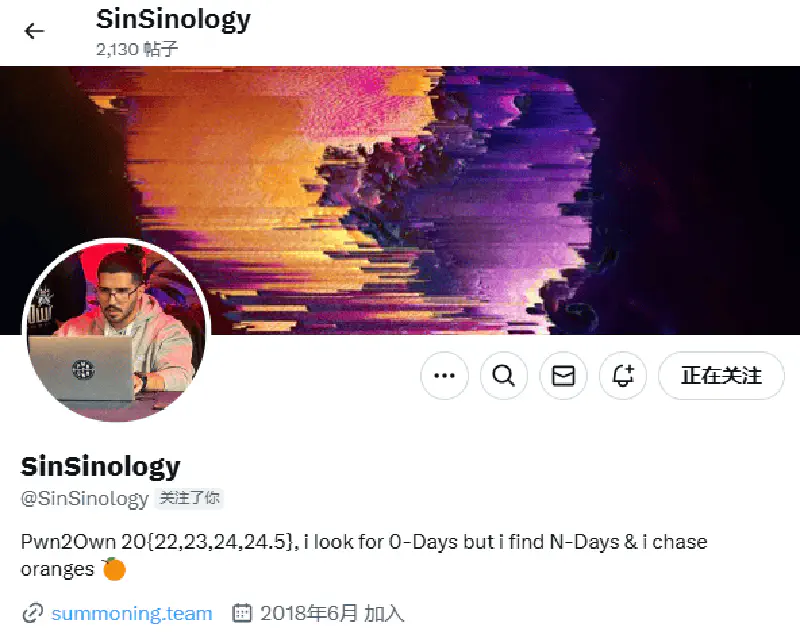 SinSinology
2,130 帖子
正在关注
SinSinology
@SinSinology 关注了你
Pwn2Own 20{22,23,24,24.5}, i look for 0-Days but i find N-Days & i chase
oranges 🍊
summoning.team 2018年6月 加入